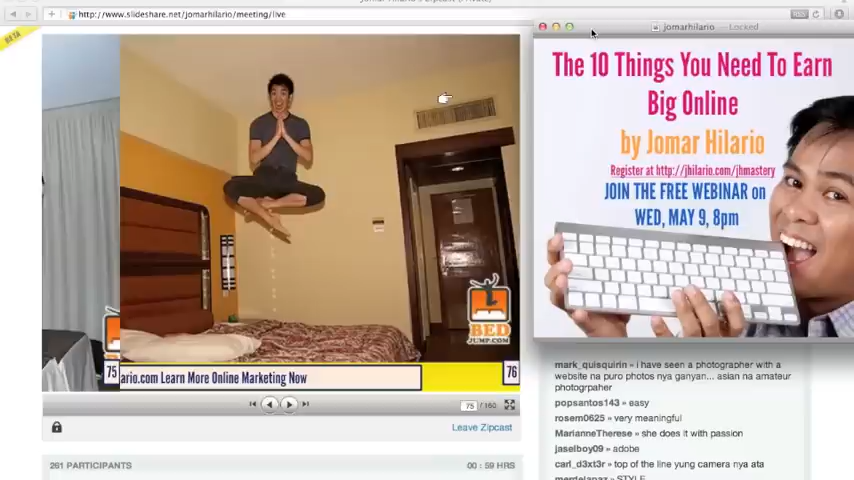 http://www.slideshare.net/jomarhilario/meeting/live
RSS
BETA
jomarhilario — Locked
The 10 Things You Need To Earn
Big Online
by Jomar Hilario
Register at http://jhilario.com/jhmastery
JOIN THE FREE WEBINAR on
WED, MAY 9, 8pm
BED
JUMP.COM
75
ario.com Learn More Online Marketing Now
76
75 / 160
Leave Zipcast
261 PARTICIPANTS
00 : 59 HRS
mark_quisquirin » i have seen a photographer with a
website na puro photos nya ganyan... asian na amateur
photogrpaher
popsantos143 » easy
rosem0625 » very meaningful
MarianneTherese » she does it with passion
jaselboy09 » adobe
carl_d3xt3r » top of the line yung camera nya ata
» STYLE